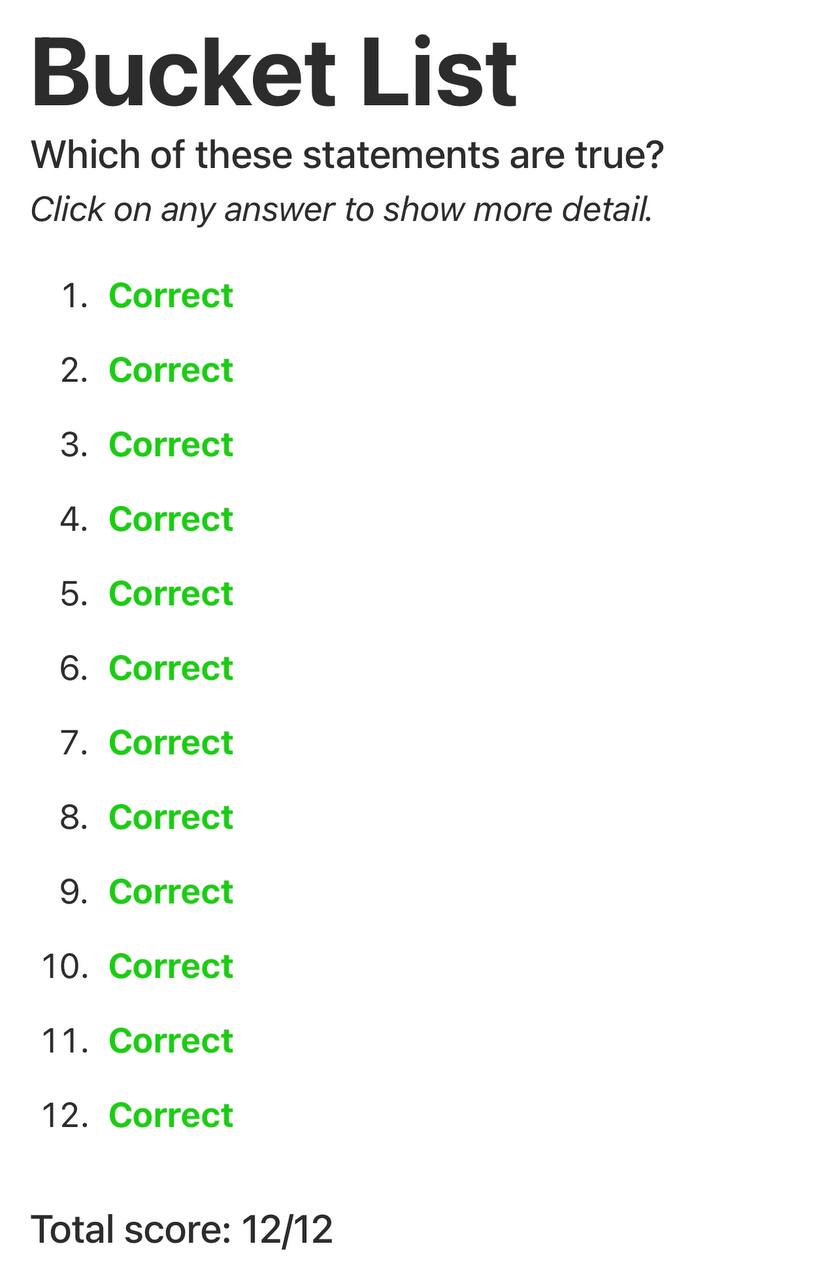 Bucket List
Which of these statements are true?
Click on any answer to show more detail.
1. Correct
2. Correct
3. Correct
4. Correct
5. Correct
6. Correct
7. Correct
8. Correct
9. Correct
10. Correct
11. Correct
12. Correct
Total score: 12/12